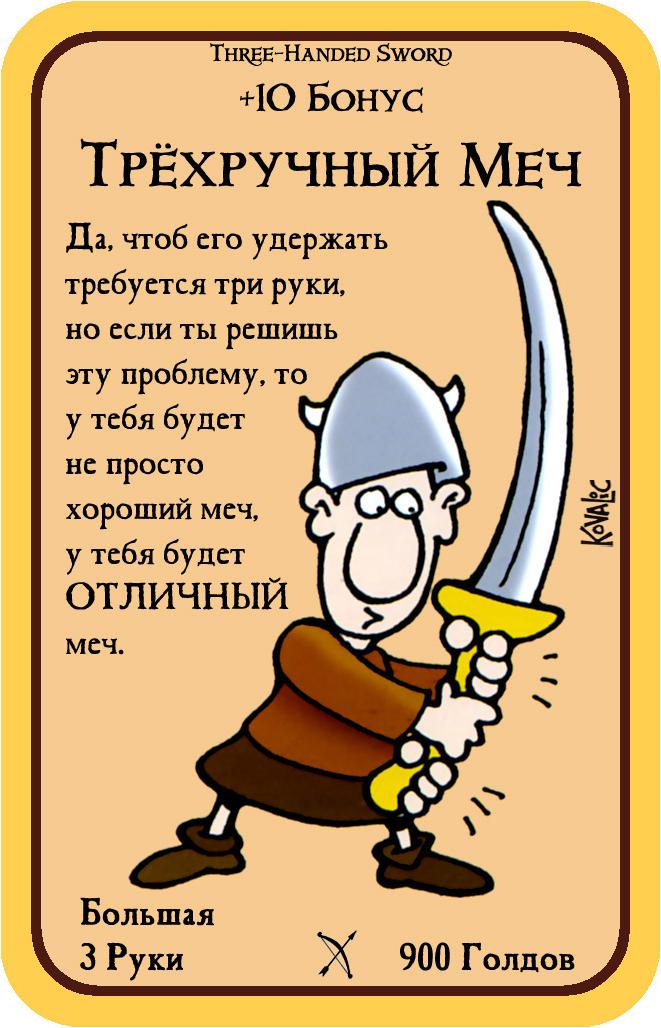 Three-Handed Sword
+10 Бонус
Трёхручный Меч
Да, чтоб его удержать
требуется три руки,
но если ты решишь
эту проблему, то
у тебя будет
не просто
хороший меч,
у тебя будет
ОТЛИЧНЫЙ
меч.
Kovalic
Большая
3 Руки
900 Голдов